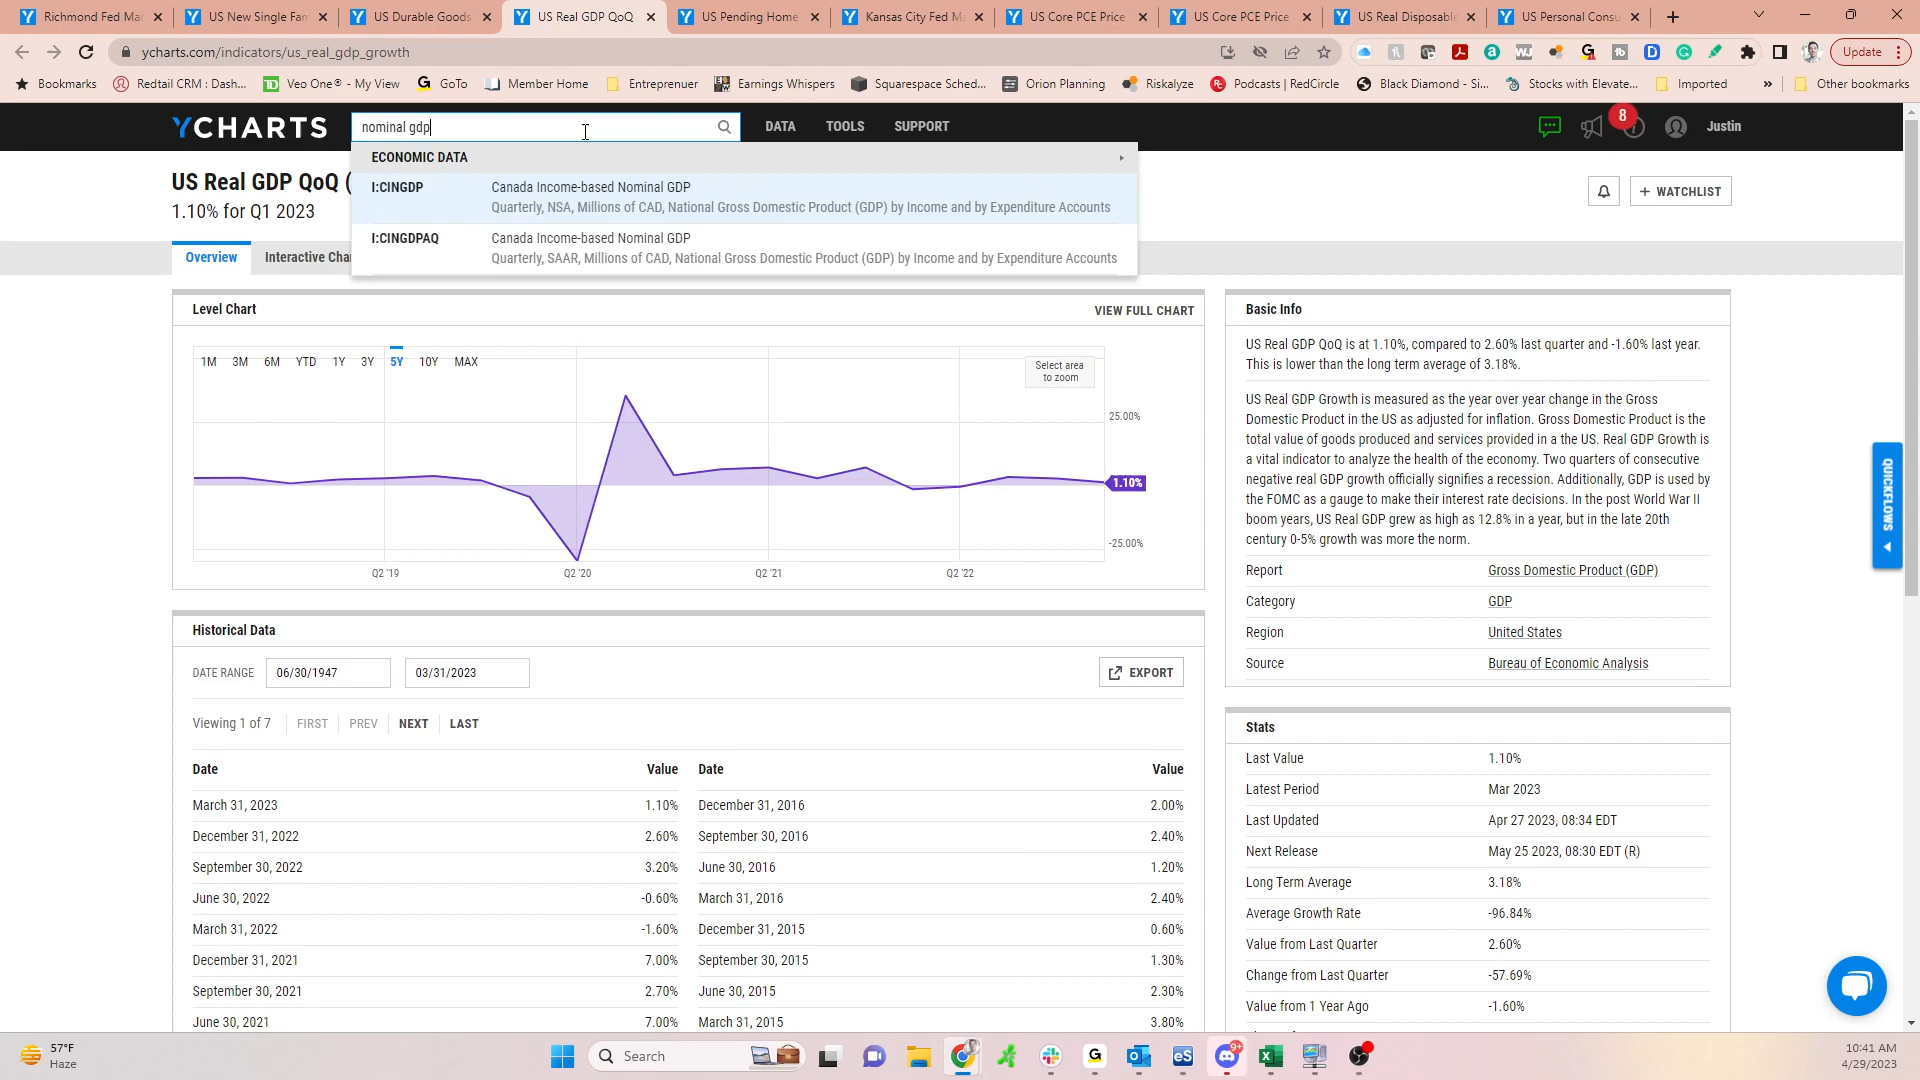 Richmond Fed Mar
US New Single Fam
US Durable Goods
US Real GDP QoQ
US Pending Home
Kansas City Fed M
US Core PCE Price
US Core PCE Price
US Real Disposable
US Personal Consu
ycharts.com/indicators/us_real_gdp_growth
Update
Bookmarks
Redtail CRM : Dash...
Veo One® - My View
GoTo
Member Home
Entreprenuer
Earnings Whispers
Squarespace Sched...
Orion Planning
Riskalyze
Podcasts | RedCircle
Black Diamond - Si...
Stocks with Elevate...
Imported
»
Other bookmarks
YCHARTS
nominal gdp
DATA
TOOLS
SUPPORT
8
Justin
ECONOMIC DATA
I:CINGDP
Canada Income-based Nominal GDP
Quarterly, NSA, Millions of CAD, National Gross Domestic Product (GDP) by Income and by Expenditure Accounts
I:CINGDPAQ
Canada Income-based Nominal GDP
Quarterly, SAAR, Millions of CAD, National Gross Domestic Product (GDP) by Income and by Expenditure Accounts
US Real GDP QoQ (
1.10% for Q1 2023
+ WATCHLIST
Overview
Interactive Char
Level Chart
VIEW FULL CHART
1M 3M 6M YTD 1Y 3Y 5Y 10Y MAX
Select area
to zoom
25.00%
1.10%
-25.00%
Q2 '19
Q2 '20
Q2 '21
Q2 '22
Basic Info
US Real GDP QoQ is at 1.10%, compared to 2.60% last quarter and -1.60% last year.
This is lower than the long term average of 3.18%.
US Real GDP Growth is measured as the year over year change in the Gross
Domestic Product in the US as adjusted for inflation. Gross Domestic Product is the
total value of goods produced and services provided in a the US. Real GDP Growth is
a vital indicator to analyze the health of the economy. Two quarters of consecutive
negative real GDP growth officially signifies a recession. Additionally, GDP is used by
the FOMC as a gauge to make their interest rate decisions. In the post World War II
boom years, US Real GDP grew as high as 12.8% in a year, but in the late 20th
century 0-5% growth was more the norm.
Report
Gross Domestic Product (GDP)
Category
GDP
Region
United States
Source
Bureau of Economic Analysis
QUICKFLOWS
Historical Data
DATE RANGE
06/30/1947
03/31/2023
EXPORT
Viewing 1 of 7
FIRST
PREV
NEXT
LAST
Date Value Date Value
March 31, 2023 1.10% December 31, 2016 2.00%
December 31, 2022 2.60% September 30, 2016 2.40%
September 30, 2022 3.20% June 30, 2016 1.20%
June 30, 2022 -0.60% March 31, 2016 2.40%
March 31, 2022 -1.60% December 31, 2015 0.60%
December 31, 2021 7.00% September 30, 2015 1.30%
September 30, 2021 2.70% June 30, 2015 2.30%
June 30, 2021 7.00% March 31, 2015 3.80%
Stats
Last Value 1.10%
Latest Period Mar 2023
Last Updated Apr 27 2023, 08:34 EDT
Next Release May 25 2023, 08:30 EDT (R)
Long Term Average 3.18%
Average Growth Rate -96.84%
Value from Last Quarter 2.60%
Change from Last Quarter -57.69%
Value from 1 Year Ago -1.60%
57°F
Haze
Search
10:41 AM
4/29/2023